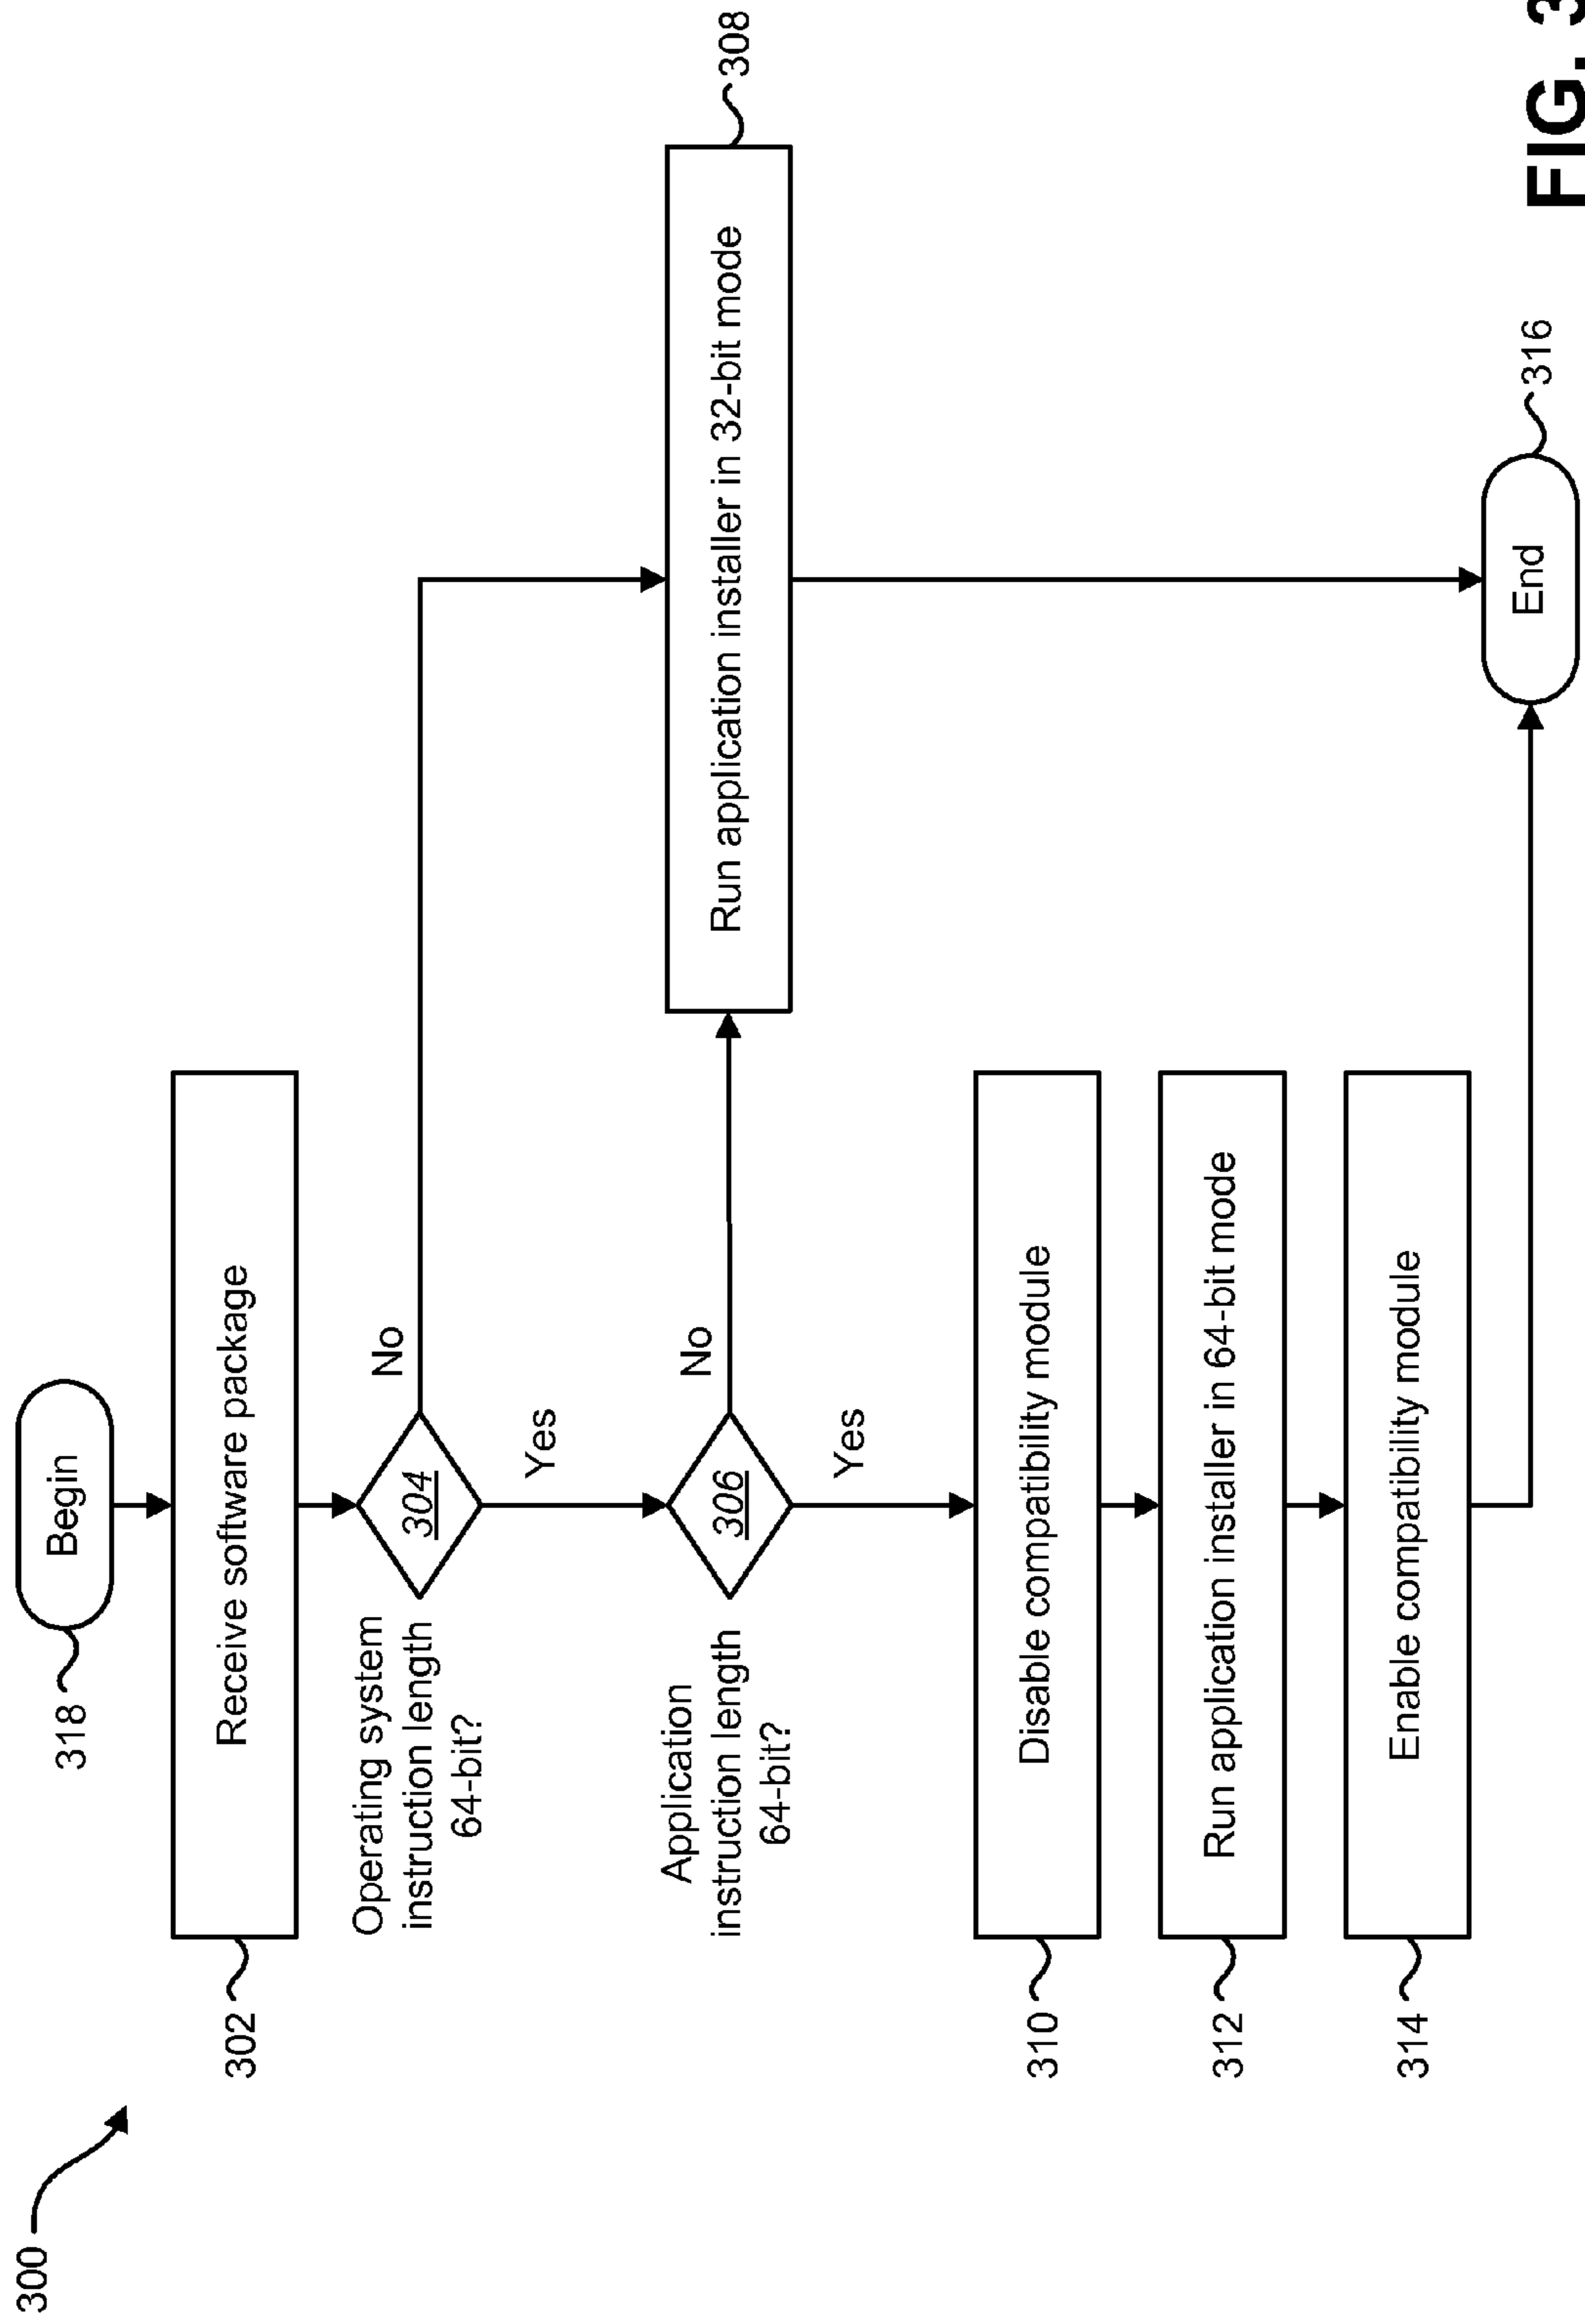 300
318
Begin
302
Receive software package
Operating system
instruction length
64-bit?
304
No
Yes
Application
instruction length
64-bit?
306
No
Yes
Run application installer in 32-bit mode
308
310
Disable compatibility module
312
Run application installer in 64-bit mode
314
Enable compatibility module
End
316
FIG. 3